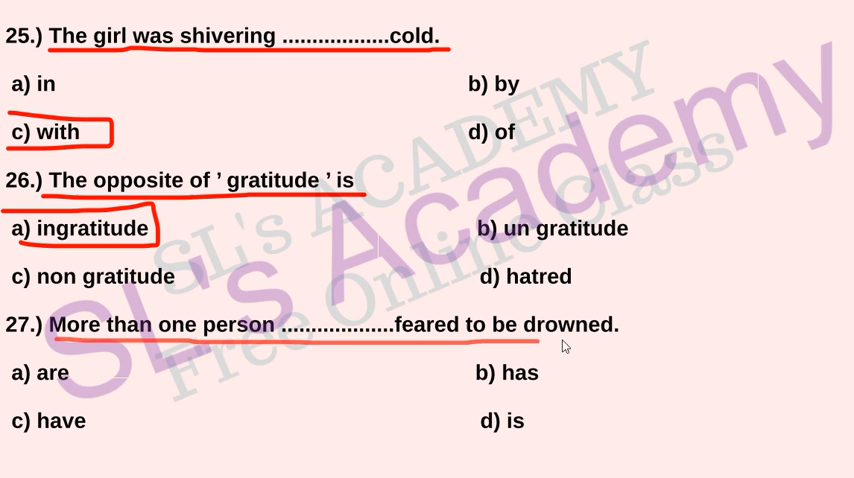 25.) The girl was shivering ..................cold.
a) in b) by
c) with d) of
26.) The opposite of ’ gratitude ’ is
a) ingratitude b) un gratitude
c) non gratitude d) hatred
27.) More than one person ...................feared to be drowned.
a) are b) has
c) have d) is
SL's ACADEMY
SL's Academy
Free Online Class